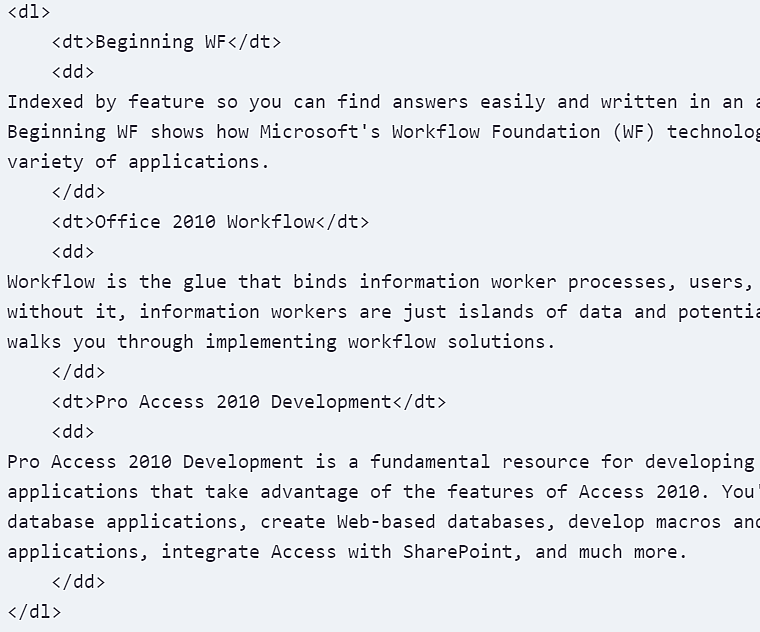 <dl>
    <dt>Beginning WF</dt>
    <dd>
Indexed by feature so you can find answers easily and written in an
Beginning WF shows how Microsoft's Workflow Foundation (WF)
variety of applications.
    </dd>
    <dt>Office 2010 Workflow</dt>
    <dd>
Workflow is the glue that binds information worker processes, users,
without it, information workers are just islands of data and
walks you through implementing workflow solutions.
    </dd>
    <dt>Pro Access 2010 Development</dt>
    <dd>
Pro Access 2010 Development is a fundamental resource for developing
applications that take advantage of the features of Access 2010. You'
database applications, create Web-based databases, develop macros
applications, integrate Access with SharePoint, and much more.
    </dd>
</dl>